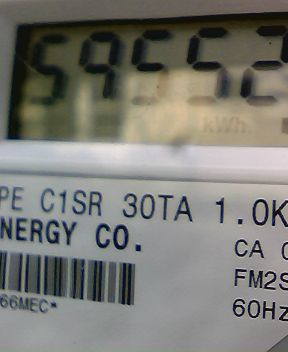 59552
kWh
PE C1SR 30TA 1.0K
NERGY CO.
CA
FM2S
66MEC*
60Hz